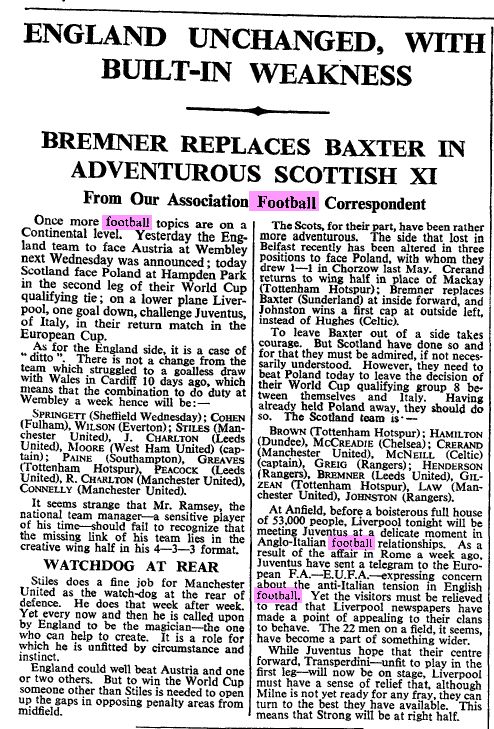 ENGLAND UNCHANGED, WITH
BUILT-IN WEAKNESS
BREMNER REPLACES BAXTER IN
ADVENTUROUS SCOTTISH XI
From Our Association Football Correspondent
Once more football topics are on a
Continental level. Yesterday the Eng-
land team to face Austria at Wembley
next Wednesday was announced; today
Scotland face Poland at Hampden Park
in the second leg of their World Cup
qualifying tie; on a lower plane Liver-
pool, one goal down, challenge Juventus,
of Italy, in their return match in the
European Cup.
As for the England side, it is a case of
" ditto ". There is not a change from the
team which struggled to a goalless draw
with Wales in Cardiff 10 days ago, which
means that the combination to do duty at
Wembley a week hence will be:—
SPRINGETT (Sheffield Wednesday); COHEN
(Fulham), WILSON (Everton); STILES (Man-
chester United), J. CHARLTON (Leeds
United), MOORE (West Ham United) (cap-
tain); PAINE (Southampton), GREAVES
(Tottenham Hotspur), PEACOCK (Leeds
United), R. CHARLTON (Manchester United),
CONNELLY (Manchester United).
It seems strange that Mr. Ramsey, the
national team manager—a sensitive player
of his time—should fail to recognize that
the missing link of his team lies in the
creative wing half in his 4—3—3 format.
WATCHDOG AT REAR
Stiles does a fine job for Manchester
United as the watch-dog at the rear of
defence. He does that week after week.
Yet every now and then he is called upon
by England to be the magician—the one
who can help to create. It is a role for
which he is unfitted by circumstance and
instinct.
England could well beat Austria and one
or two others. But to win the World Cup
someone other than Stiles is needed to open
up the gaps in opposing penalty areas from
midfield.
The Scots, for their part, have been rather
more adventurous. The side that lost in
Belfast recently has been altered in three
positions to face Poland, with whom they
drew 1—1 in Chorzow last May. Crerand
returns to wing half in place of Mackay
(Tottenham Hotspur); Bremner replaces
Baxter (Sunderland) at inside forward, and
Johnston wins a first cap at outside left,
instead of Hughes (Celtic).
To leave Baxter out of a side takes
courage. But Scotland have done so and
for that they must be admired, if not neces-
sarily understood. However, they need to
beat Poland today to leave the decision of
their World Cup qualifying group 8 be-
tween themselves and Italy. Having
already held Poland away, they should do
so. The Scotland team is·—
BROWN (Tottenham Hotspur); HAMILTON
(Dundee), MCCREADIE (Chelsea); CRERAND
(Manchester United), MCNEILL (Celtic)
(captain), GREIG (Rangers); HENDERSON
(Rangers), BREMNER (Leeds United), GIL-
ZEAN (Tottenham Hotspur), LAW (Man-
chester United), JOHNSTON (Rangers).
At Anfield, before a boisterous full house
of 53,000 people, Liverpool tonight will be
meeting Juventus at a delicate moment in
Anglo-Italian football relationships. As a
result of the affair in Rome a week ago,
Juventus have sent a telegram to the Euro-
pean F.A.—E.U.F.A.—expressing concern
about the anti-Italian tension in English
football. Yet the visitors must be relieved
to read that Liverpool newspapers have
made a point of appealing to their clans
to behave. The 22 men on a field, it seems,
have become a part of something wider.
While Juventus hope that their centre
forward, Transperdini—unfit to play in the
first leg—will now be on stage, Liverpool
must have a sense of relief that, although
Milne is not yet ready for any fray, they can
turn to the best they have available. This
means that Strong will be at right half.